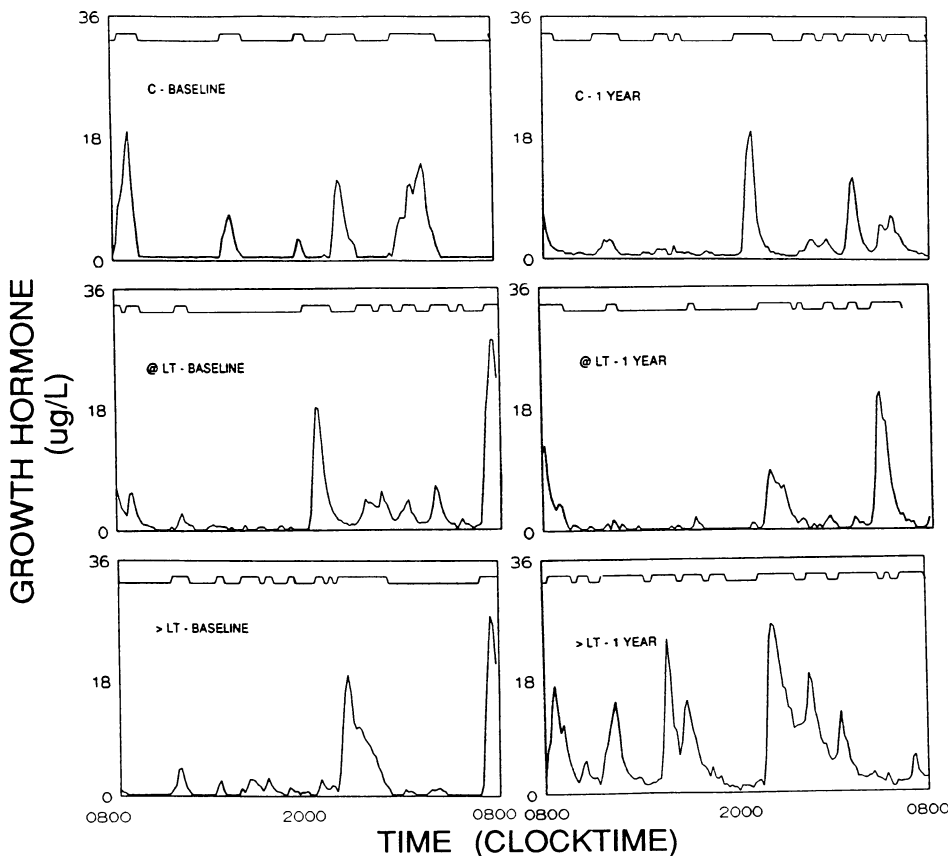 36
18
0
C - BASELINE
C - 1 YEAR
36
18
0
36
18
0
@ LT - BASELINE
@ LT - 1 YEAR
36
18
0
36
18
0
> LT - BASELINE
> LT - 1 YEAR
36
18
0
0800
2000
0800
0800
2000
0800
GROWTH HORMONE
(ug/L)
TIME (CLOCKTIME)